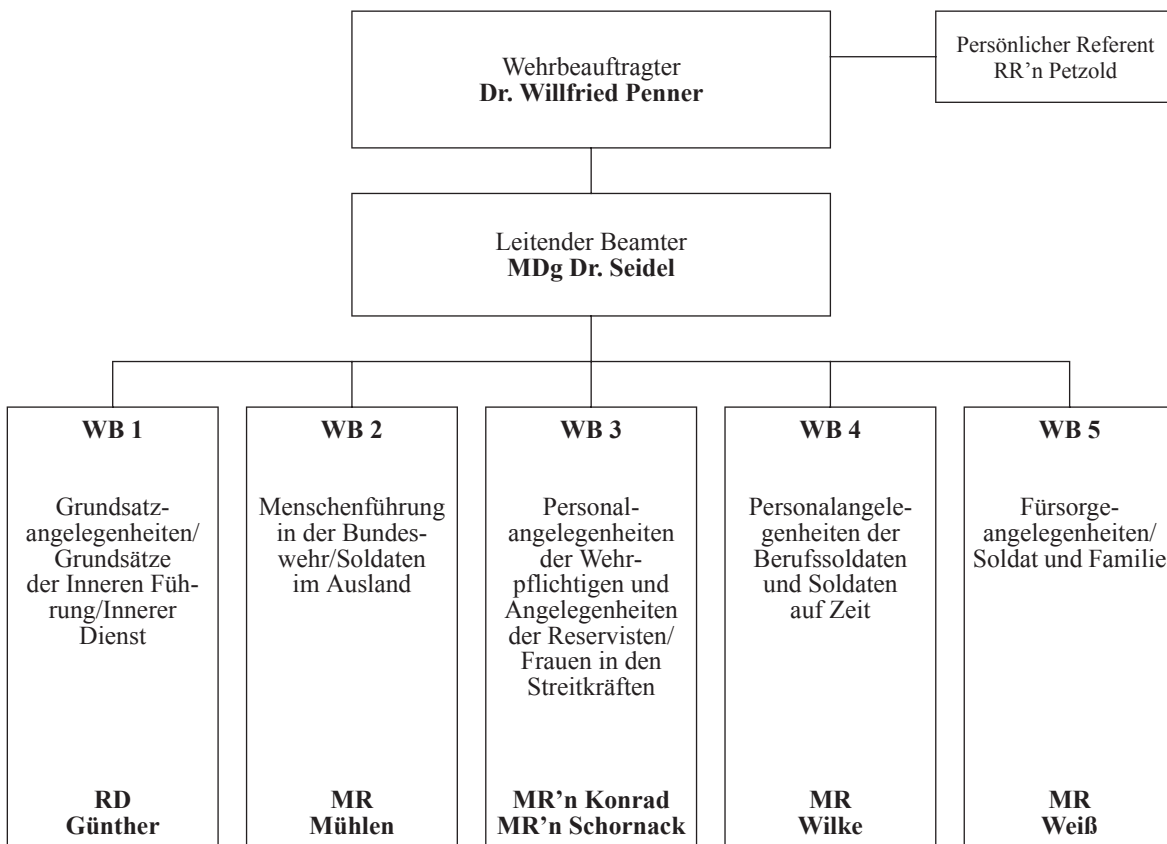 Wehrbeauftragter
Dr. Willfried Penner
Persönlicher Referent
RR’n Petzold
Leitender Beamter
MDg Dr. Seidel
WB 1
Grundsatz-
angelegenheiten/
Grundsätze
der Inneren Füh-
rung/Innerer
Dienst
RD
Günther
WB 2
Menschenführung
in der Bundes-
wehr/Soldaten
im Ausland
MR
Mühlen
WB 3
Personal-
angelegenheiten
der Wehr-
pflichtigen und
Angelegenheiten
der Reservisten/
Frauen in den
Streitkräften
MR’n Konrad
MR’n Schornack
WB 4
Personalangele-
genheiten der
Berufssoldaten
und Soldaten
auf Zeit
MR
Wilke
WB 5
Fürsorge-
angelegenheiten/
Soldat und Familie
MR
Weiß